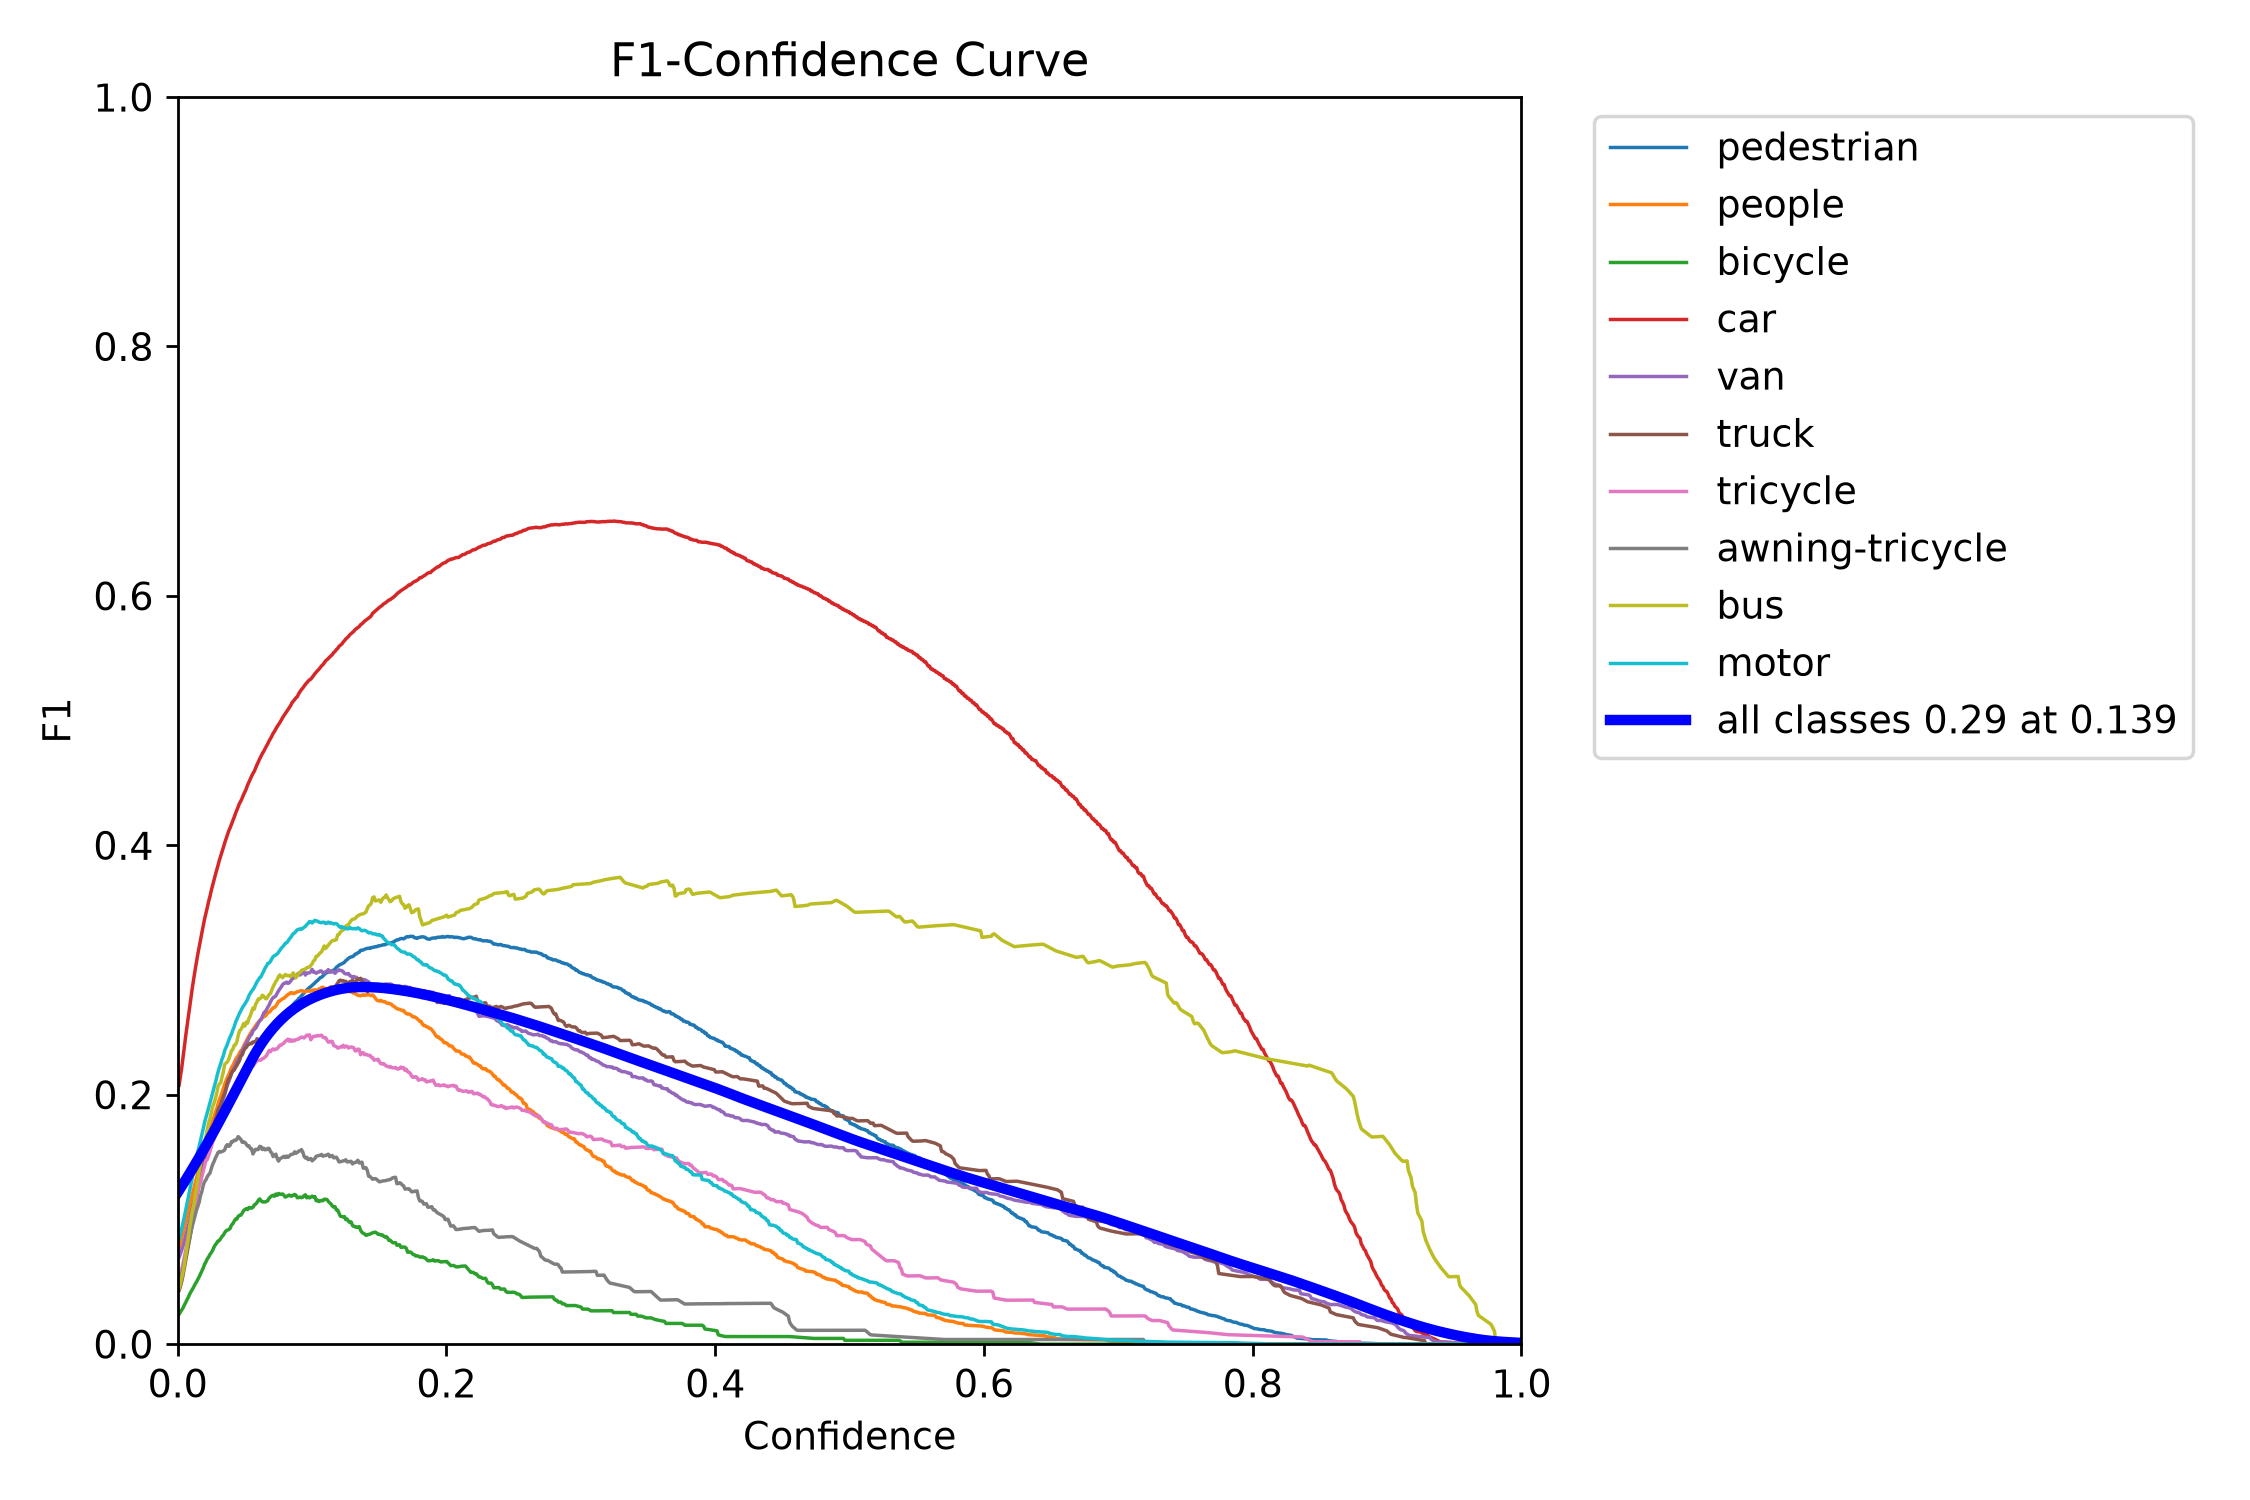 F1-Confidence Curve
1.0
0.8
0.6
0.4
0.2
0.0
F1
0.0 0.2 0.4 0.6 0.8 1.0
Confidence
pedestrian
people
bicycle
car
van
truck
tricycle
awning-tricycle
bus
motor
all classes 0.29 at 0.139